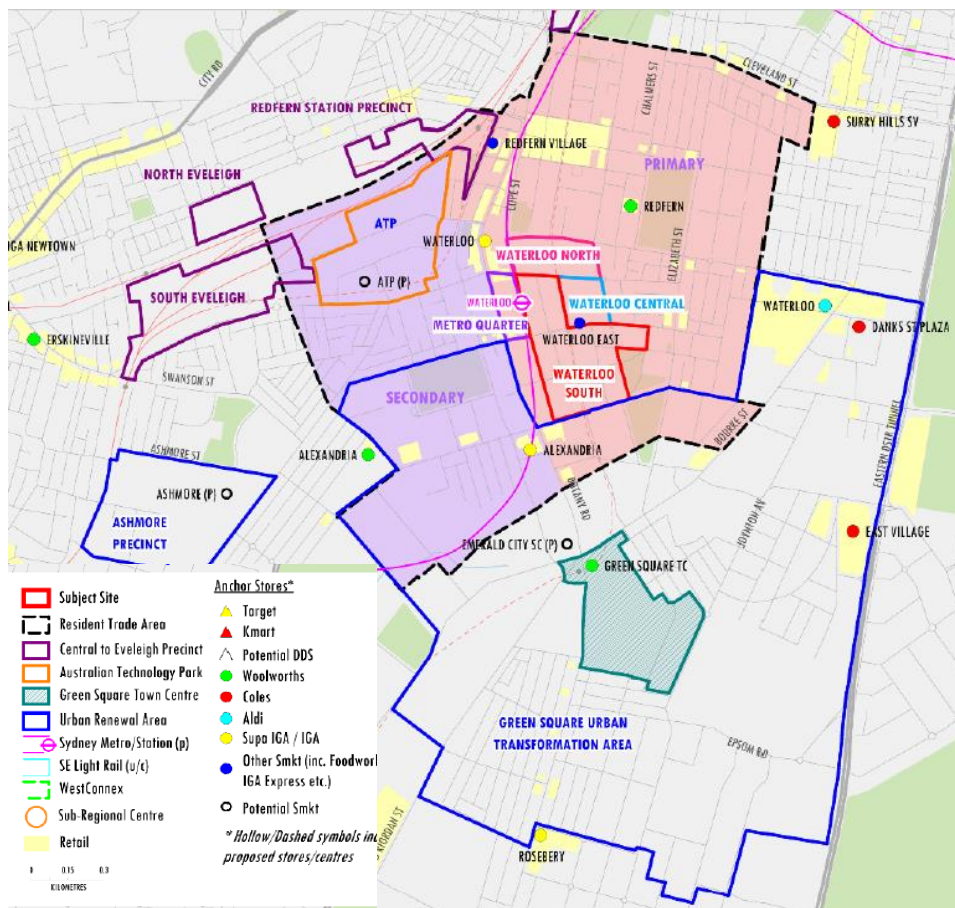 CITY RD
CLEVELAND ST
CHALMERS ST
REDFERN STATION PRECINCT
SURRY HILLS SV
REDFERN VILLAGE
PRIMARY
NORTH EVELEIGH
COPE ST
REDFERN
ATP
IGA NEWTOWN
WATERLOO
WATERLOO NORTH
ELIZABETH ST
ATP (P)
SOUTH EVELEIGH
WATERLOO
WATERLOO CENTRAL
WATERLOO
METRO QUARTER
DANKS ST PLAZA
ERSKINEVILLE
WATERLOO EAST
SWANSON ST
WATERLOO
SOUTH
SECONDARY
BOURKE ST
EASTERN DSTR TUNNEL
ASHMORE ST
ALEXANDRIA
ALEXANDRIA
ASHMORE (P)
BOTANY RD
JOYNTON AV
ASHMORE
PRECINCT
EAST VILLAGE
EMERALD CITY SC (P)
GREEN SQUARE TC
GREEN SQUARE URBAN
TRANSFORMATION AREA
EPSOM RD
O'RIORDAN ST
ROSEBERY
Subject Site
Resident Trade Area
Central to Eveleigh Precinct
Australian Technology Park
Green Square Town Centre
Urban Renewal Area
Sydney Metro/Station (p)
SE Light Rail (u/c)
WestConnex
Sub-Regional Centre
Retail
0 0.15 0.3
KILOMETRES
Anchor Stores*
Target
Kmart
Potential DDS
Woolworths
Coles
Aldi
Supa IGA / IGA
Other Smkt (inc. Foodwor
IGA Express etc.)
Potential Smkt
* Hollow/Dashed symbols in
proposed stores/centres